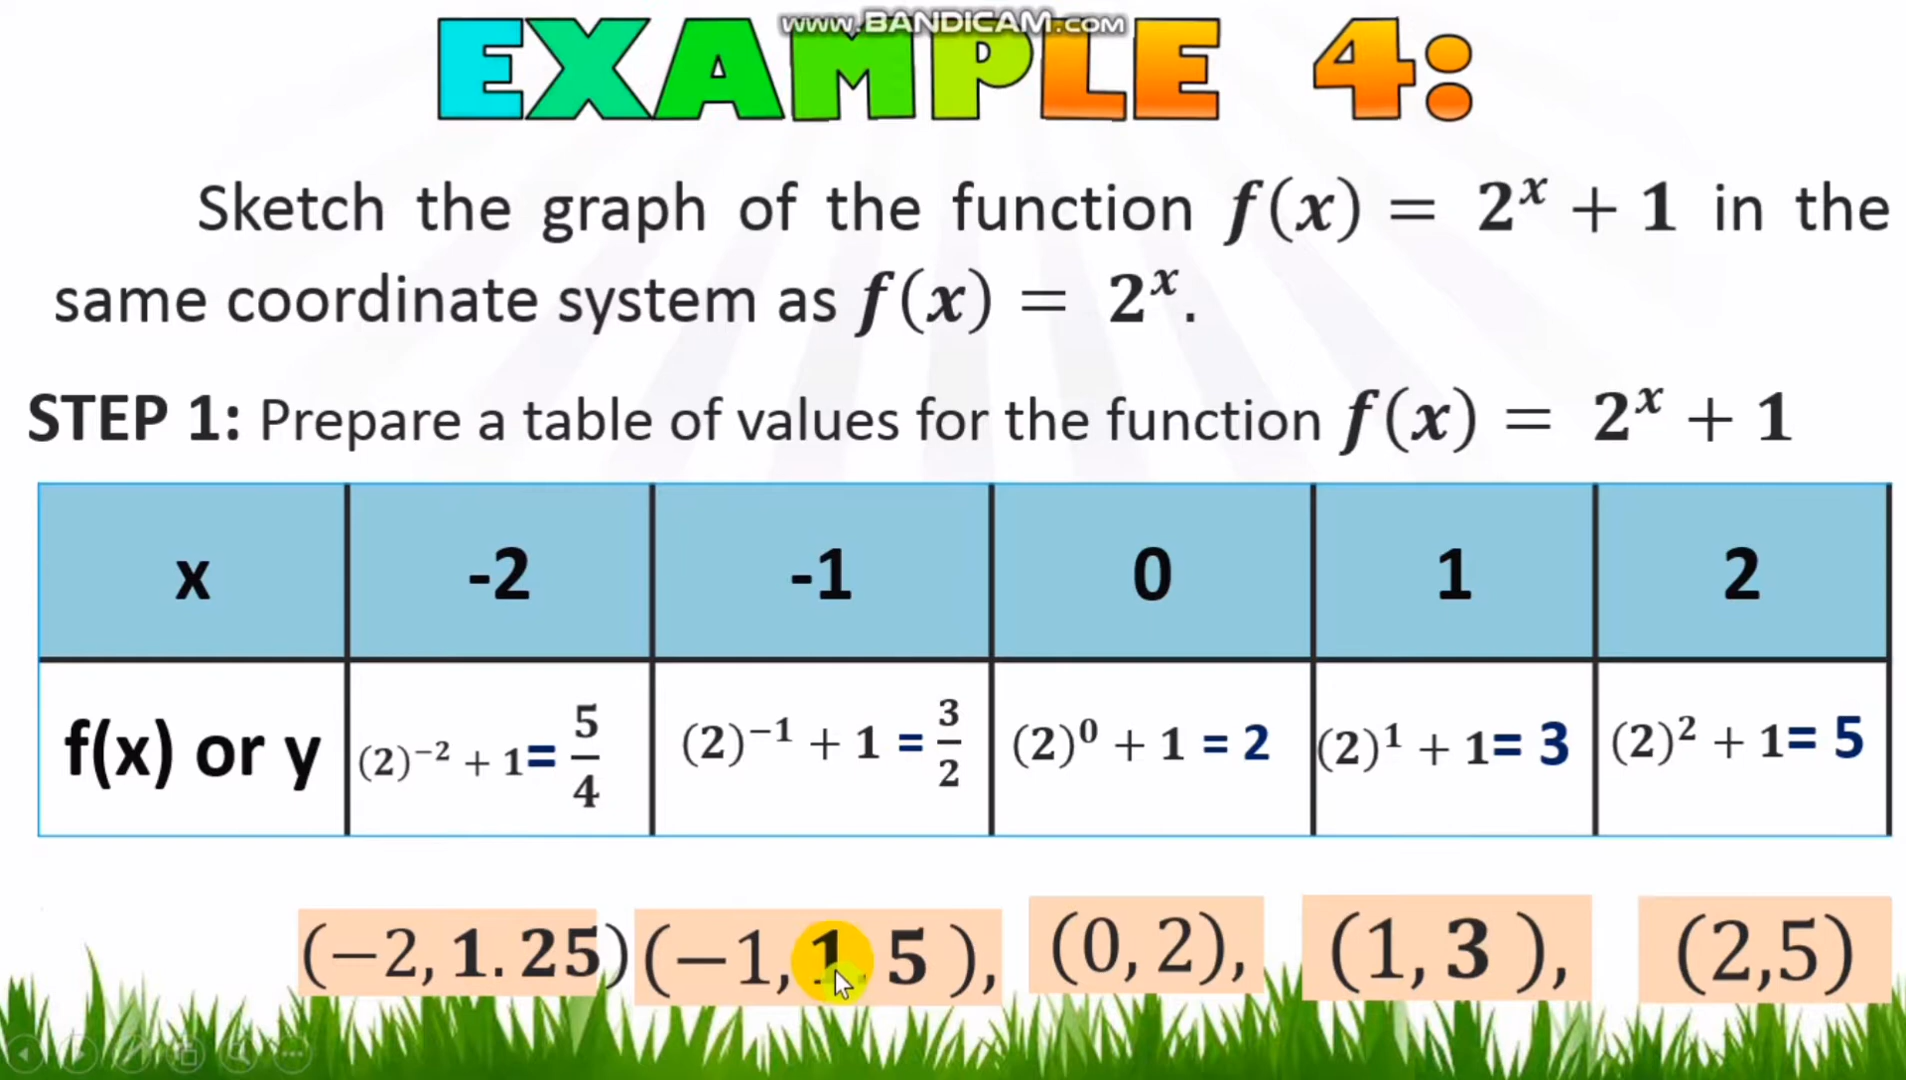 www.BANDICAM.com
EXAMPLE 4:
Sketch the graph of the function f(x) = 2ˣ + 1 in the
same coordinate system as f(x) = 2ˣ.
STEP 1: Prepare a table of values for the function f(x) = 2ˣ + 1
x -2 -1 0 1 2
f(x) or y (2)⁻² + 1= 5/4 (2)⁻¹ + 1 = 3/2 (2)⁰ + 1 = 2 (2)¹ + 1= 3 (2)² + 1= 5
(−2, 1.25) (−1, 1.5 ), (0, 2), (1, 3 ), (2,5)